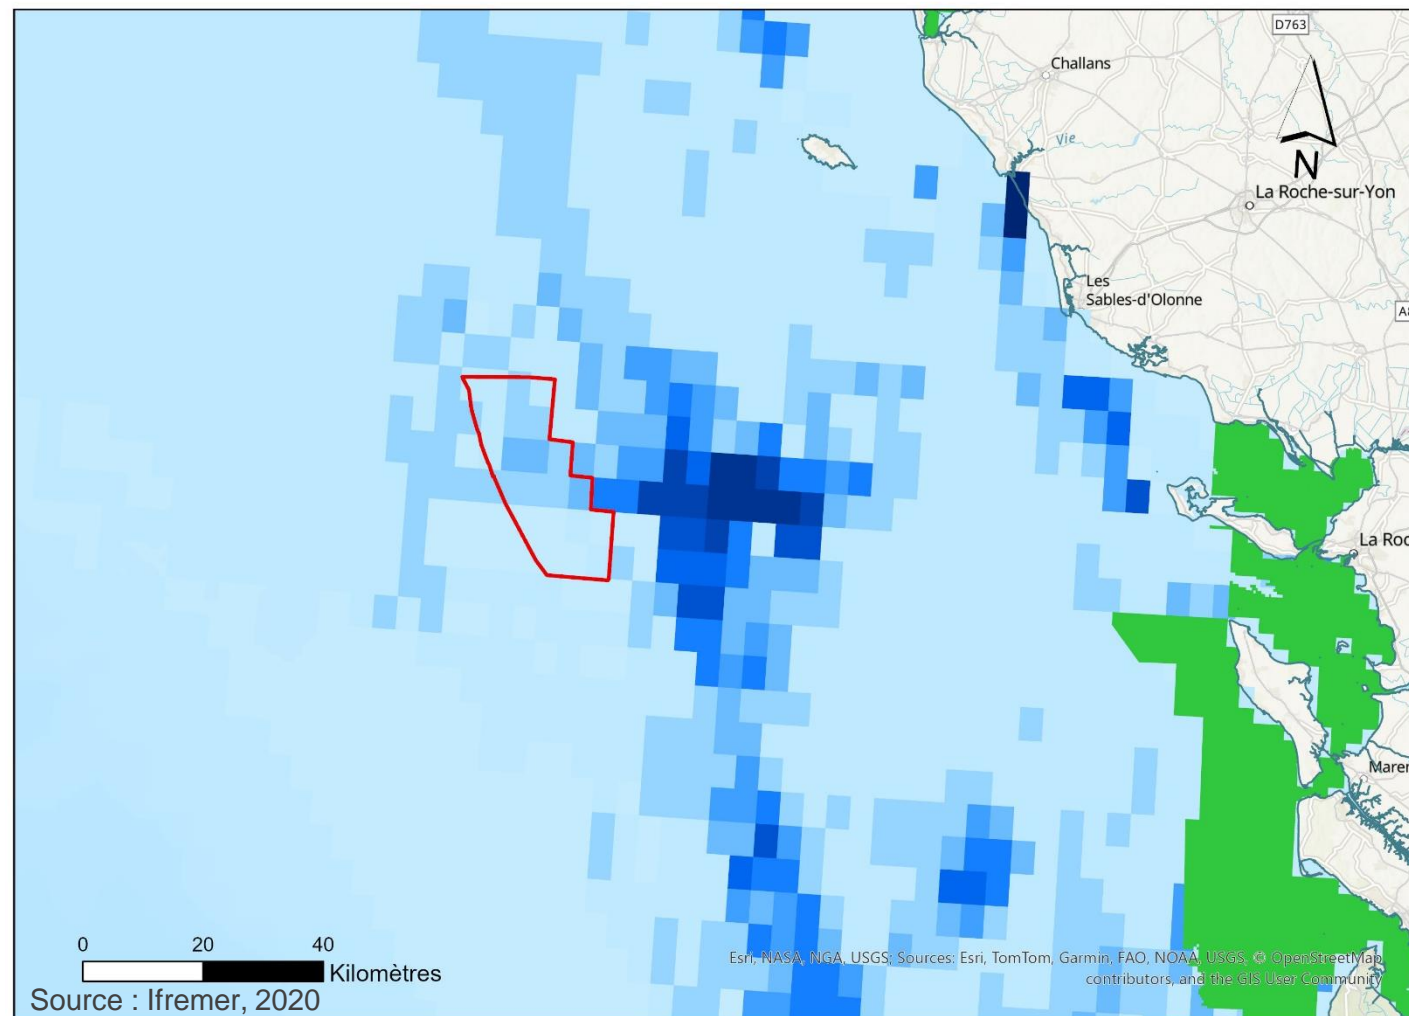 D763
Challans
Vie
N
La Roche-sur-Yon
Les
Sables-d'Olonne
A8
La Roc
Maren
0 20 40
Kilomètres
Esri, NASA, NGA, USGS; Sources: Esri, TomTom, Garmin, FAO, NOAA, USGS, © OpenStreetMap
contributors, and the GIS User Community
Source : Ifremer, 2020